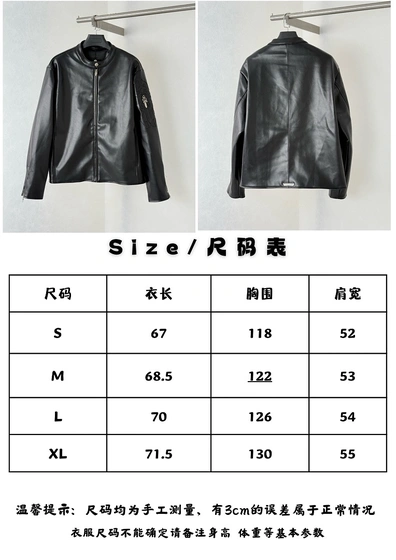 Size/尺码表
尺码 衣长 胸围 肩宽
S 67 118 52
M 68.5 122 53
L 70 126 54
XL 71.5 130 55
温馨提示：尺码均为手工测量、有3cm的误差属于正常情况
衣服尺码不能确定请备注身高 体重等基本参数